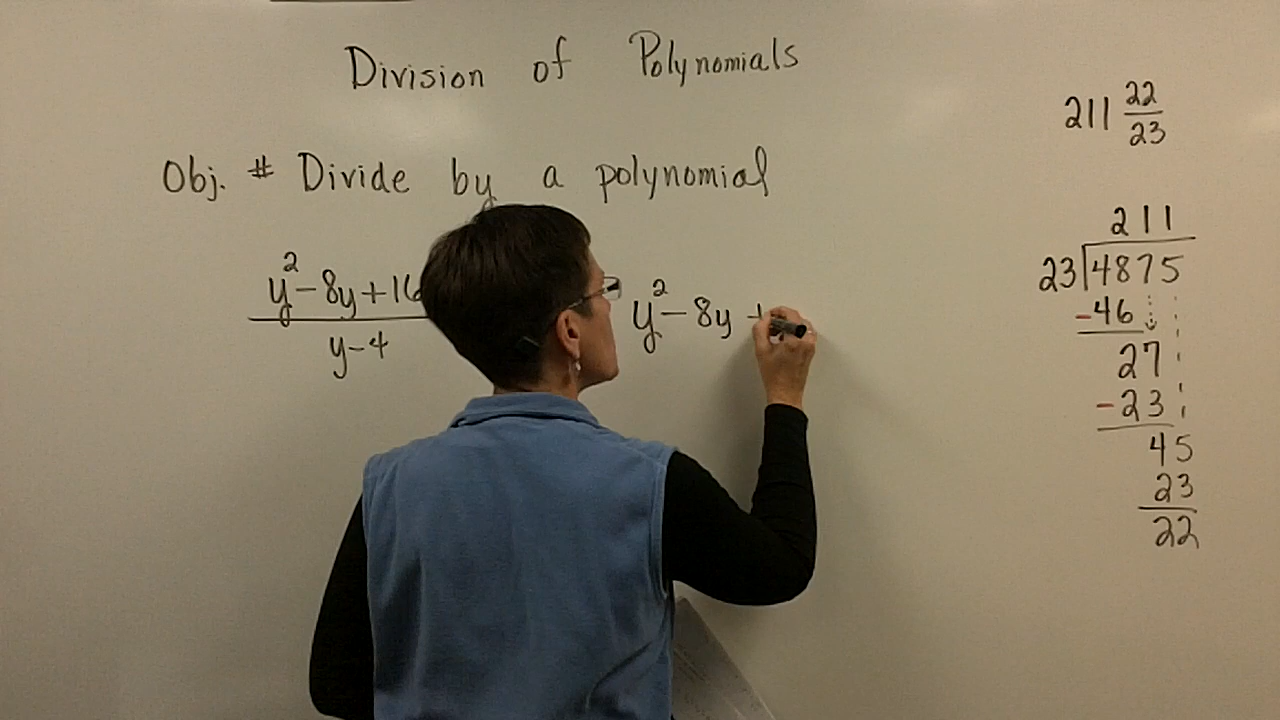 Division of Polynomials
Obj. # Divide by a polynomial
y²-8y+16
y-4
y²-8y +
211 22/23
211
23 4875
-46
27
-23
45
23
22